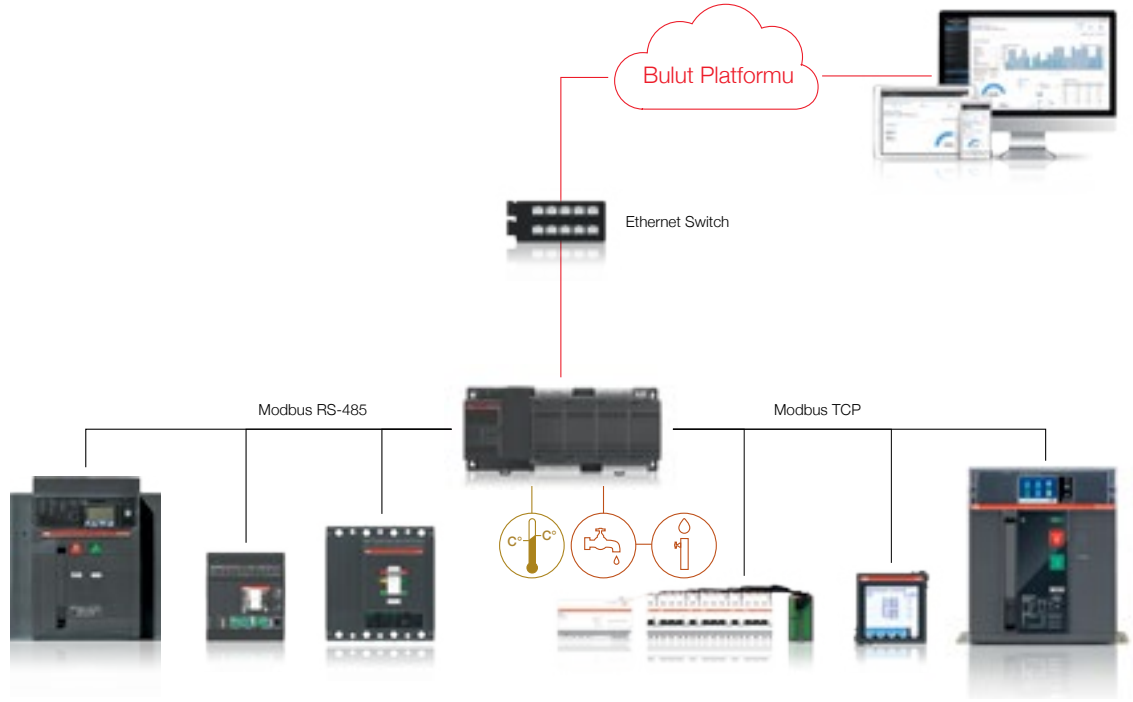 Bulut Platformu
Ethernet Switch
Modbus RS-485
Modbus TCP
C°
C°